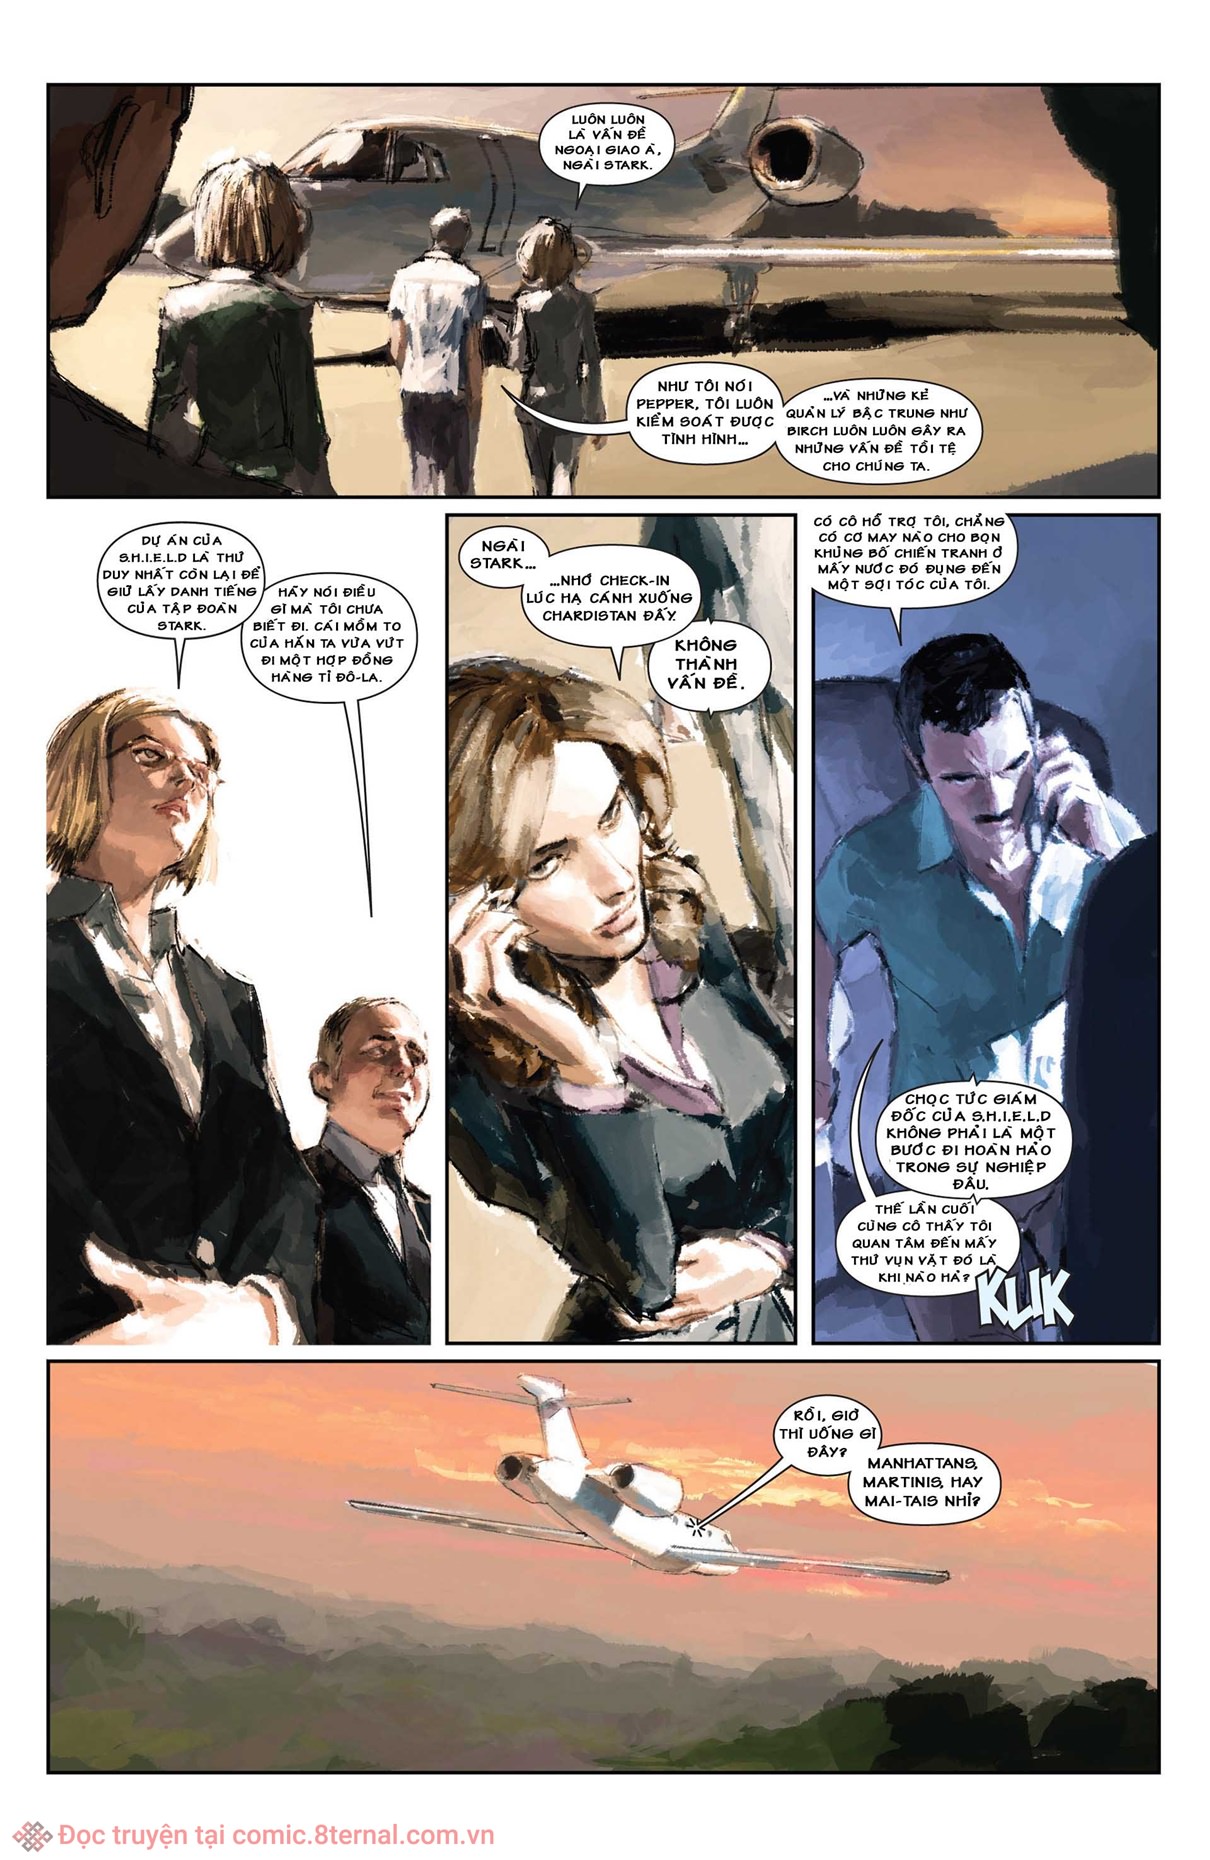 LUÔN LUÔN
LÀ VẤN ĐỀ
NGOẠI GIAO À,
NGÀI STARK.
NHƯ TÔI NÓI
PEPPER, TÔI LUÔN
KIỂM SOÁT ĐƯỢC
TÌNH HÌNH...
...VÀ NHỮNG KẺ
QUẢN LÝ BẬC TRUNG NHƯ
BIRCH LUÔN LUÔN GÂY RA
NHỮNG VẤN ĐỀ TỒI TỆ
CHO CHÚNG TA.
DỰ ÁN CỦA
S.H.I.E.L.D LÀ THỨ
DUY NHẤT CÒN LẠI ĐỂ
GIỮ LẤY DANH TIẾNG
CỦA TẬP ĐOÀN
STARK.
HÃY NÓI ĐIỀU
GÌ MÀ TÔI CHƯA
BIẾT ĐI. CÁI MỒM TO
CỦA HẮN TA VỪA VỨT
ĐI MỘT HỢP ĐỒNG
HÀNG TỈ ĐÔ-LA.
NGÀI
STARK...
...NHỚ CHECK-IN
LÚC HẠ CÁNH XUỐNG
CHARDISTAN ĐẤY.
KHÔNG
THÀNH
VẤN ĐỀ.
CÓ CÔ HỖ TRỢ TÔI, CHẲNG
CÓ CƠ MAY NÀO CHO BỌN
KHỦNG BỐ CHIẾN TRANH Ở
MẤY NƯỚC ĐÓ ĐỤNG ĐẾN
MỘT SỢI TÓC CỦA TÔI.
CHỌC TỨC GIÁM
ĐỐC CỦA S.H.I.E.L.D
KHÔNG PHẢI LÀ MỘT
BƯỚC ĐI HOÀN HẢO
TRONG SỰ NGHIỆP
ĐÂU.
THẾ LẦN CUỐI
CÙNG CÔ THẤY TÔI
QUAN TÂM ĐẾN MẤY
THỨ VỤN VẶT ĐÓ LÀ
KHI NÀO HẢ?
KLIK
RỒI, GIỜ
THÌ UỐNG GÌ
ĐÂY?
MANHATTANS,
MARTINIS, HAY
MAI-TAIS NHỈ?
Đọc truyện tại comic.8ternal.com.vn